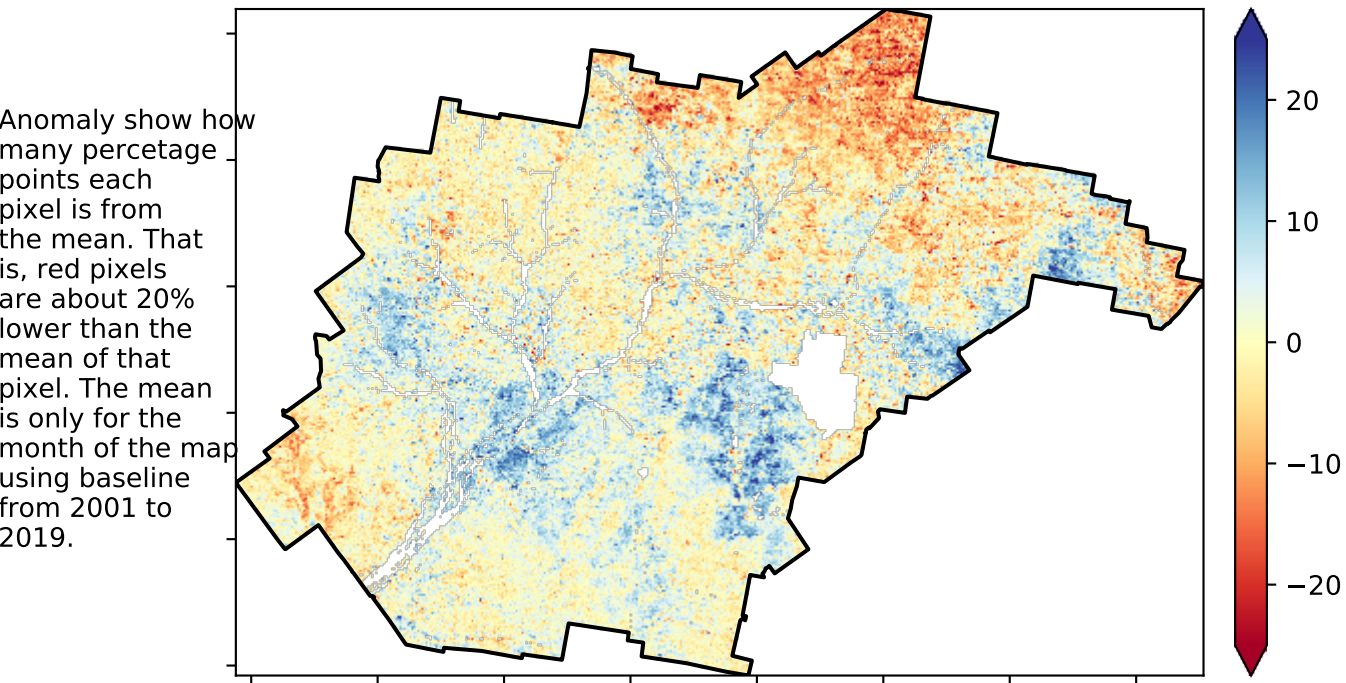 Anomaly show how
many percetage
points each
pixel is from
the mean. That
is, red pixels
are about 20%
lower than the
mean of that
pixel. The mean
is only for the
month of the map
using baseline
from 2001 to
2019.
20
10
0
−10
−20